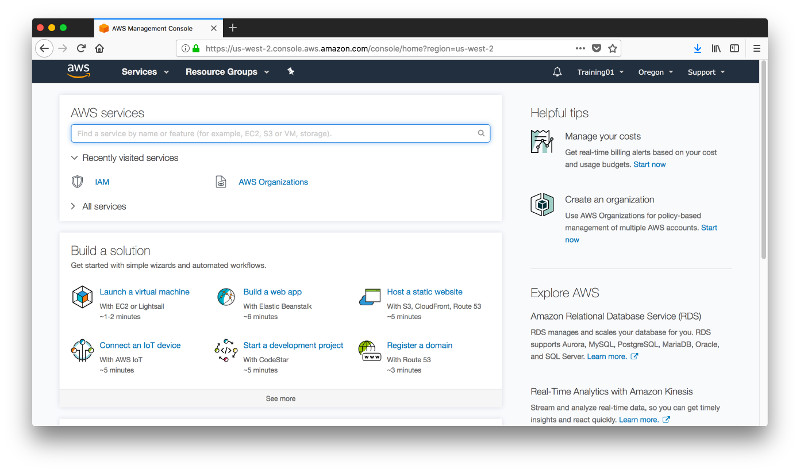 AWS Management Console
https://us-west-2.console.aws.amazon.com/console/home?region=us-west-2
aws
Services
Resource Groups
Training01
Oregon
Support
AWS services
Find a service by name or feature (for example, EC2, S3 or VM, storage).
Recently visited services
IAM
AWS Organizations
All services
Build a solution
Get started with simple wizards and automated workflows.
Launch a virtual machine
With EC2 or Lightsail
~1-2 minutes
Build a web app
With Elastic Beanstalk
~6 minutes
Host a static website
With S3, CloudFront, Route 53
~5 minutes
Connect an IoT device
With AWS IoT
~5 minutes
Start a development project
With CodeStar
~5 minutes
Register a domain
With Route 53
~3 minutes
See more
Helpful tips
Manage your costs
Get real-time billing alerts based on your cost
and usage budgets. Start now
Create an organization
Use AWS Organizations for policy-based
management of multiple AWS accounts. Start
now
Explore AWS
Amazon Relational Database Service (RDS)
RDS manages and scales your database for you. RDS
supports Aurora, MySQL, PostgreSQL, MariaDB, Oracle,
and SQL Server. Learn more.
Real-Time Analytics with Amazon Kinesis
Stream and analyze real-time data, so you can get timely
insights and react quickly. Learn more.